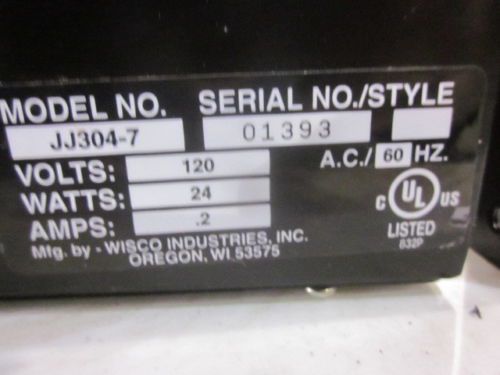 MODEL NO. SERIAL NO./STYLE
JJ304-7 01393
VOLTS: 120 A.C./ 60 HZ.
WATTS: 24
AMPS: .2
C UL US
LISTED
832P
Mfg. by - WISCO INDUSTRIES, INC.
OREGON, WI 53575